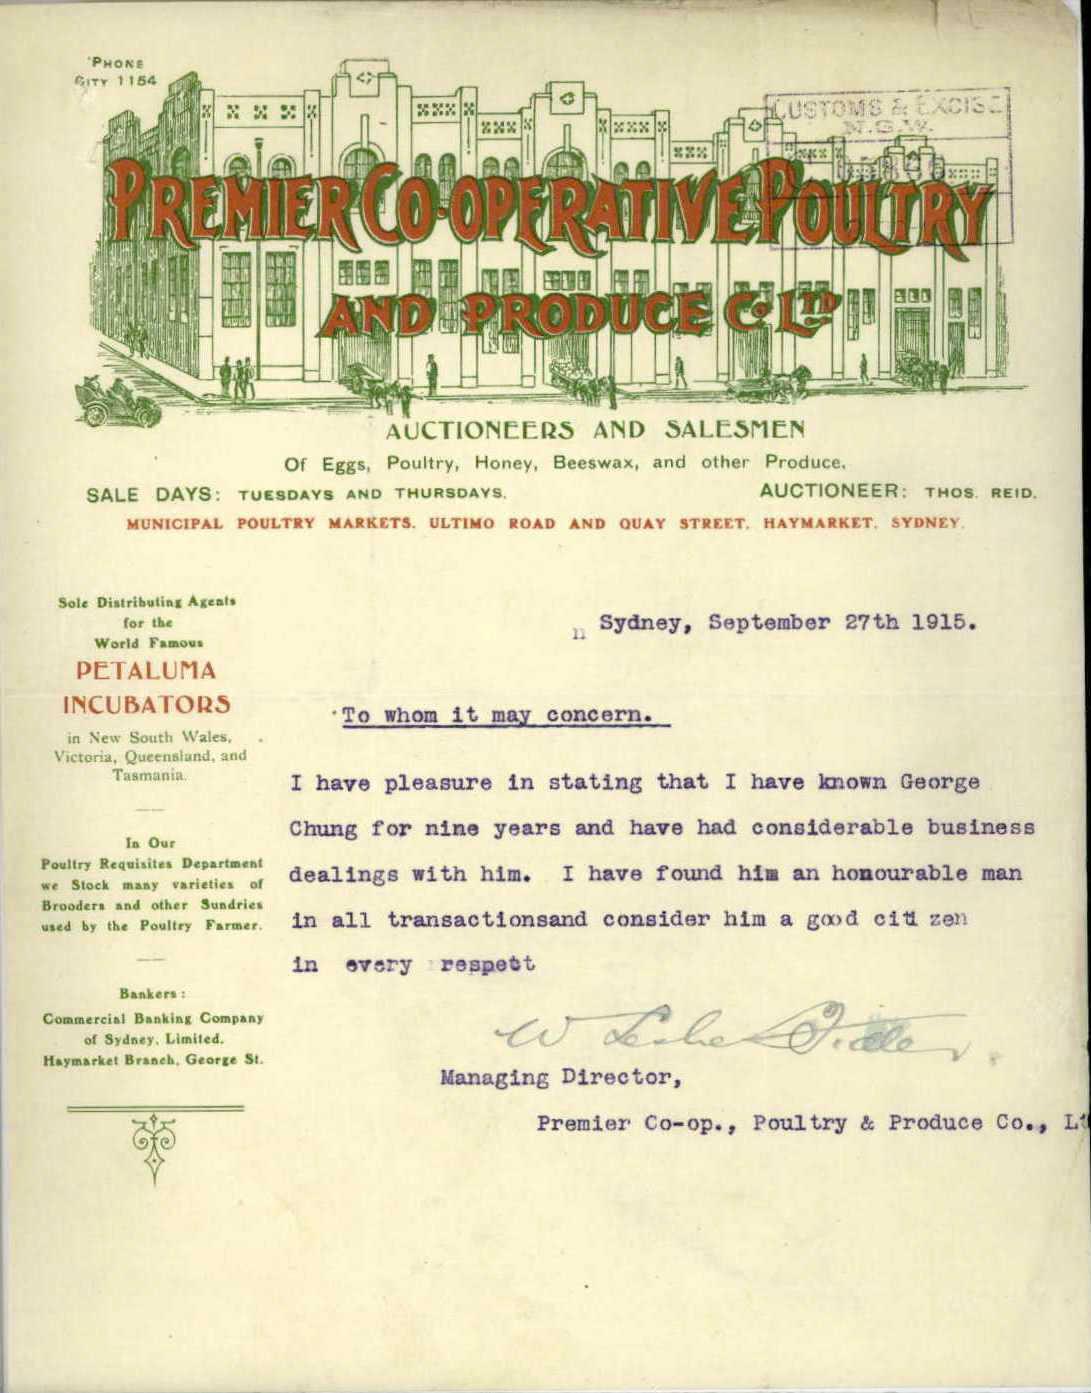 'PHONE
CITY 1154
CUSTOMS & EXCISE
N.S.W.
PREMIER CO-OPERATIVE POULTRY
AND PRODUCE CO LTD
AUCTIONEERS AND SALESMEN
Of Eggs, Poultry, Honey, Beeswax, and other Produce.
SALE DAYS: TUESDAYS AND THURSDAYS. AUCTIONEER: THOS. REID.
MUNICIPAL POULTRY MARKETS. ULTIMO ROAD AND QUAY STREET. HAYMARKET. SYDNEY.
Sole Distributing Agents
for the
World Famous
PETALUMA
INCUBATORS
in New South Wales,
Victoria, Queensland, and
Tasmania.
In Our
Poultry Requisites Department
we Stock many varieties of
Brooders and other Sundries
used by the Poultry Farmer.
Bankers:
Commercial Banking Company
of Sydney, Limited.
Haymarket Branch, George St.
n Sydney, September 27th 1915.
To whom it may concern.
I have pleasure in stating that I have known George
Chung for nine years and have had considerable business
dealings with him. I have found him an honourable man
in all transactionsand consider him a good citi zen
in every respett
W Leslie
Managing Director,
Premier Co-op., Poultry & Produce Co., Lt